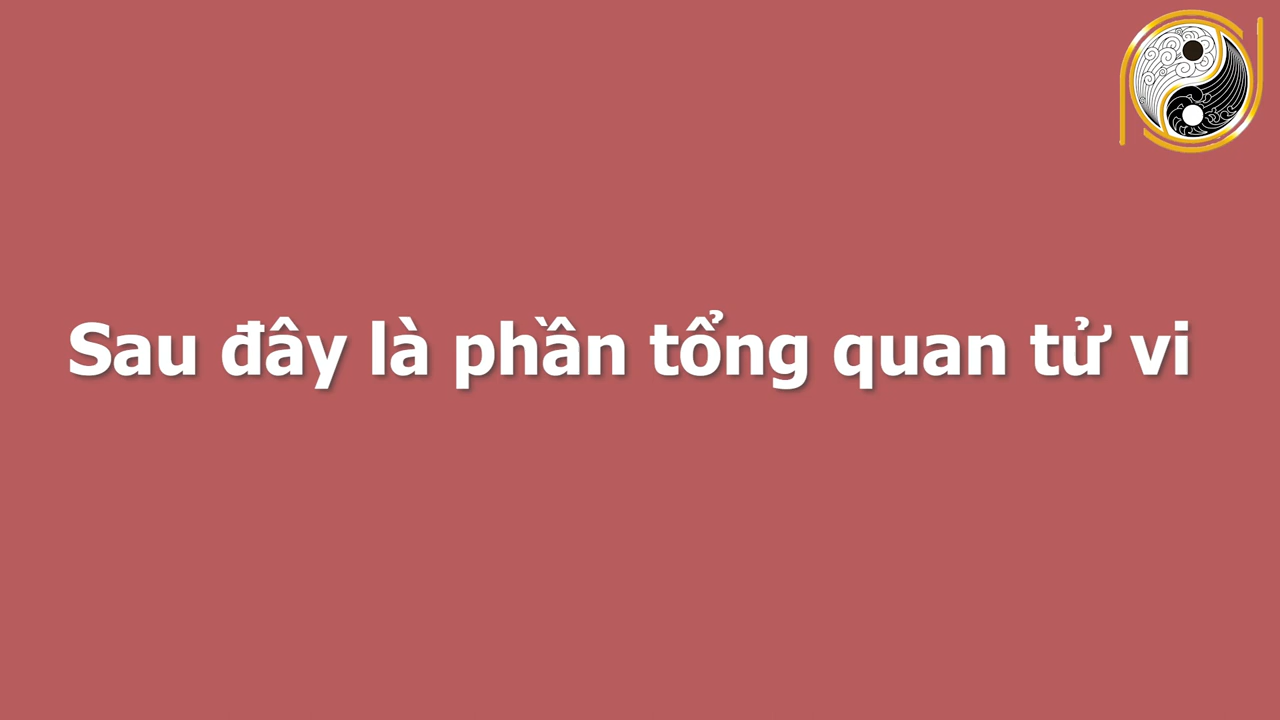 Sau đây là phần tổng quan tử vi